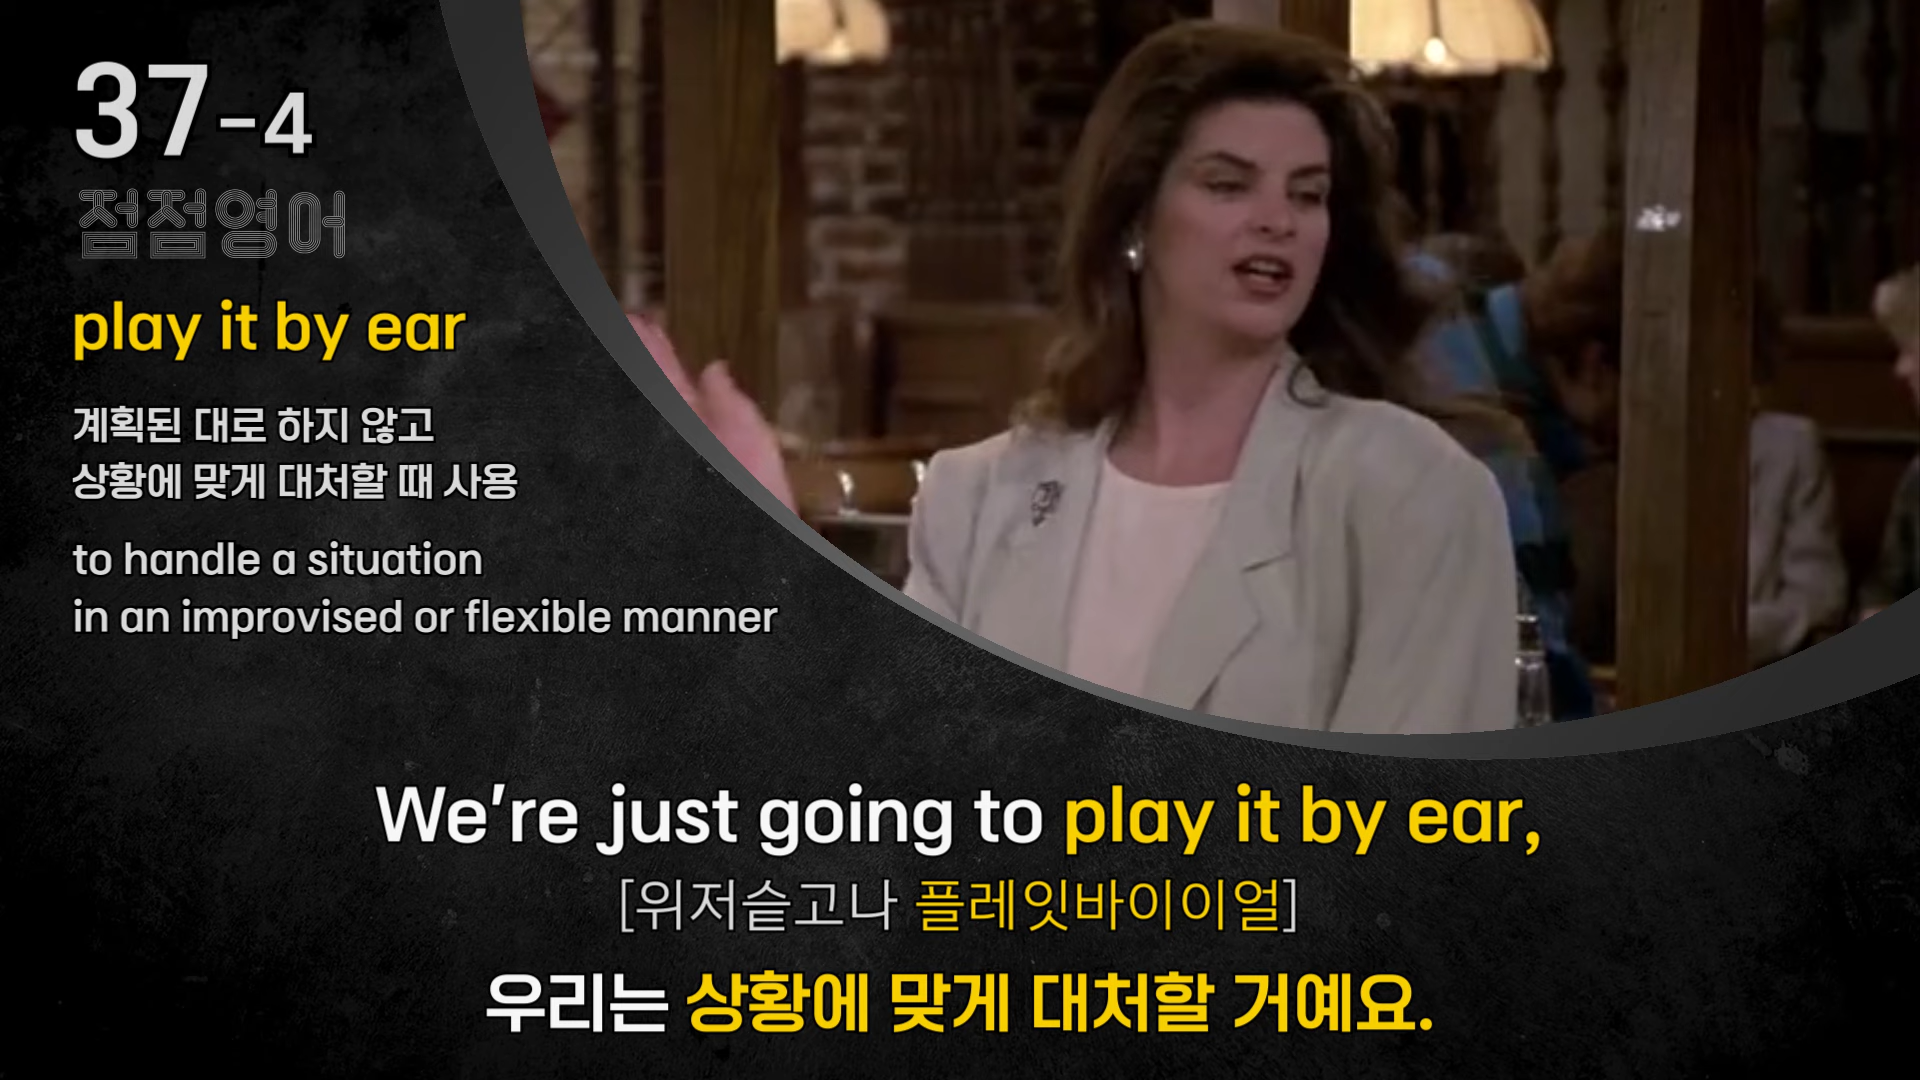 37-4
점점영어
play it by ear
계획된 대로 하지 않고
상황에 맞게 대처할 때 사용
to handle a situation
in an improvised or flexible manner
We're just going to play it by ear,
[위저슽고나 플레잇바이이얼]
우리는 상황에 맞게 대처할 거예요.